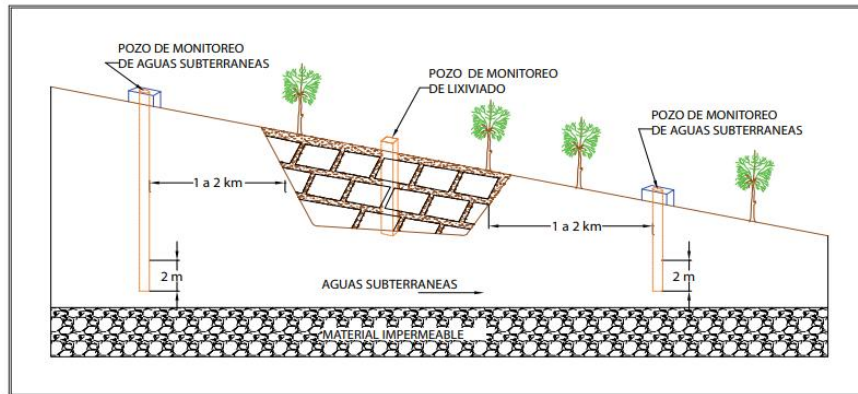 POZO DE MONITOREO
DE AGUAS SUBTERRANEAS
POZO DE MONITOREO
DE LIXIVIADO
POZO DE MONITOREO
DE AGUAS SUBTERRANEAS
1 a 2 km
1 a 2 km
2 m
AGUAS SUBTERRANEAS
2 m
MATERIAL IMPERMEABLE